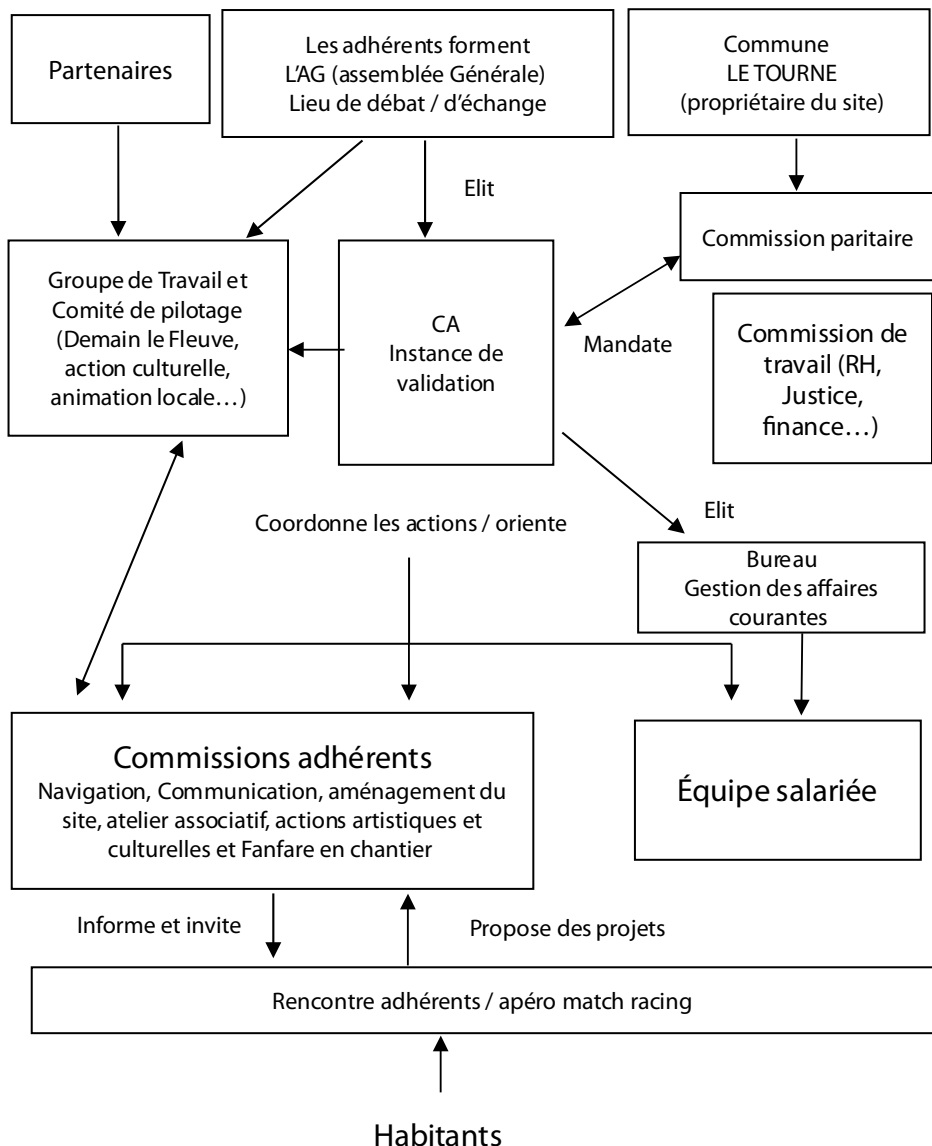 Partenaires
Les adhérents forment
L'AG (assemblée Générale)
Lieu de débat / d'échange
Commune
LE TOURNE
(propriétaire du site)
Elit
Groupe de Travail et
Comité de pilotage
(Demain le Fleuve,
action culturelle,
animation locale…)
CA
Instance de
validation
Commission paritaire
Mandate
Commission de
travail (RH,
Justice,
finance…)
Elit
Coordonne les actions / oriente
Bureau
Gestion des affaires
courantes
Commissions adhérents
Navigation, Communication, aménagement du
site, atelier associatif, actions artistiques et
culturelles et Fanfare en chantier
Équipe salariée
Informe et invite
Propose des projets
Rencontre adhérents / apéro match racing
Habitants